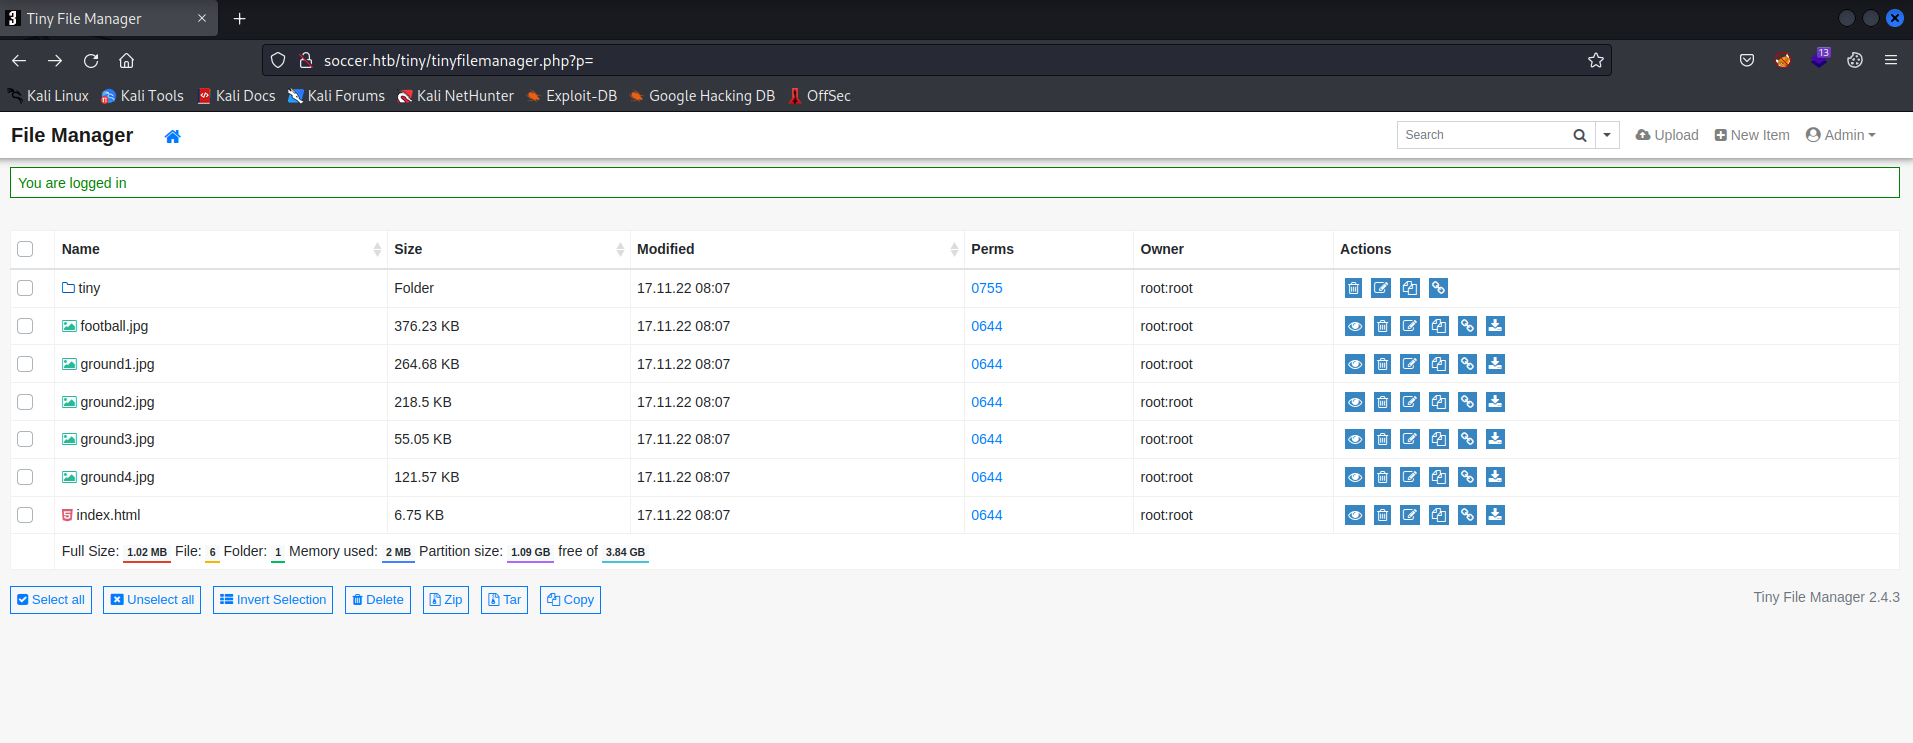 Tiny File Manager
soccer.htb/tiny/tinyfilemanager.php?p=
13
Kali Linux Kali Tools Kali Docs Kali Forums Kali NetHunter Exploit-DB Google Hacking DB OffSec
File Manager Search Upload New Item Admin
You are logged in
Name Size Modified Perms Owner Actions
tiny Folder 17.11.22 08:07 0755 root:root
football.jpg 376.23 KB 17.11.22 08:07 0644 root:root
ground1.jpg 264.68 KB 17.11.22 08:07 0644 root:root
ground2.jpg 218.5 KB 17.11.22 08:07 0644 root:root
ground3.jpg 55.05 KB 17.11.22 08:07 0644 root:root
ground4.jpg 121.57 KB 17.11.22 08:07 0644 root:root
index.html 6.75 KB 17.11.22 08:07 0644 root:root
Full Size: 1.02 MB File: 6 Folder: 1 Memory used: 2 MB Partition size: 1.09 GB free of 3.84 GB
Select all Unselect all Invert Selection Delete Zip Tar Copy Tiny File Manager 2.4.3